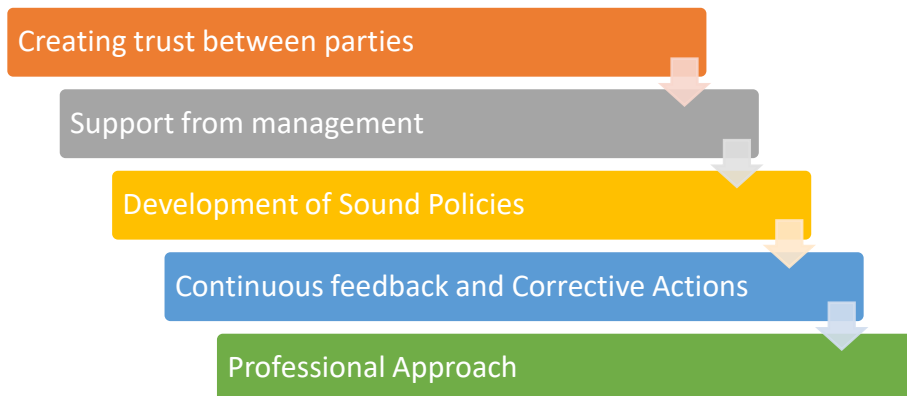 Creating trust between parties
Support from management
Development of Sound Policies
Continuous feedback and Corrective Actions
Professional Approach